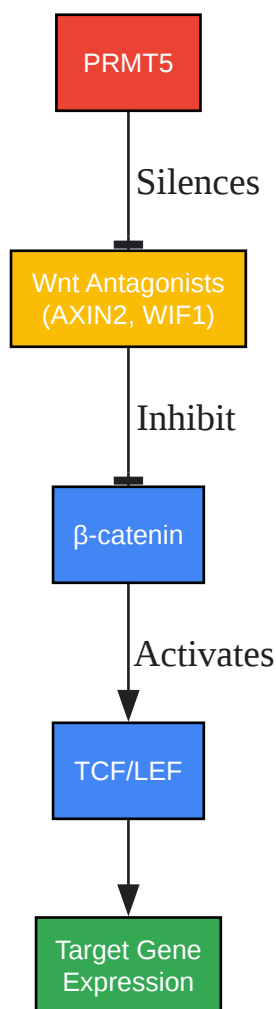 PRMT5
Silences
Wnt Antagonists
(AXIN2, WIF1)
Inhibit
β-catenin
Activates
TCF/LEF
Target Gene
Expression